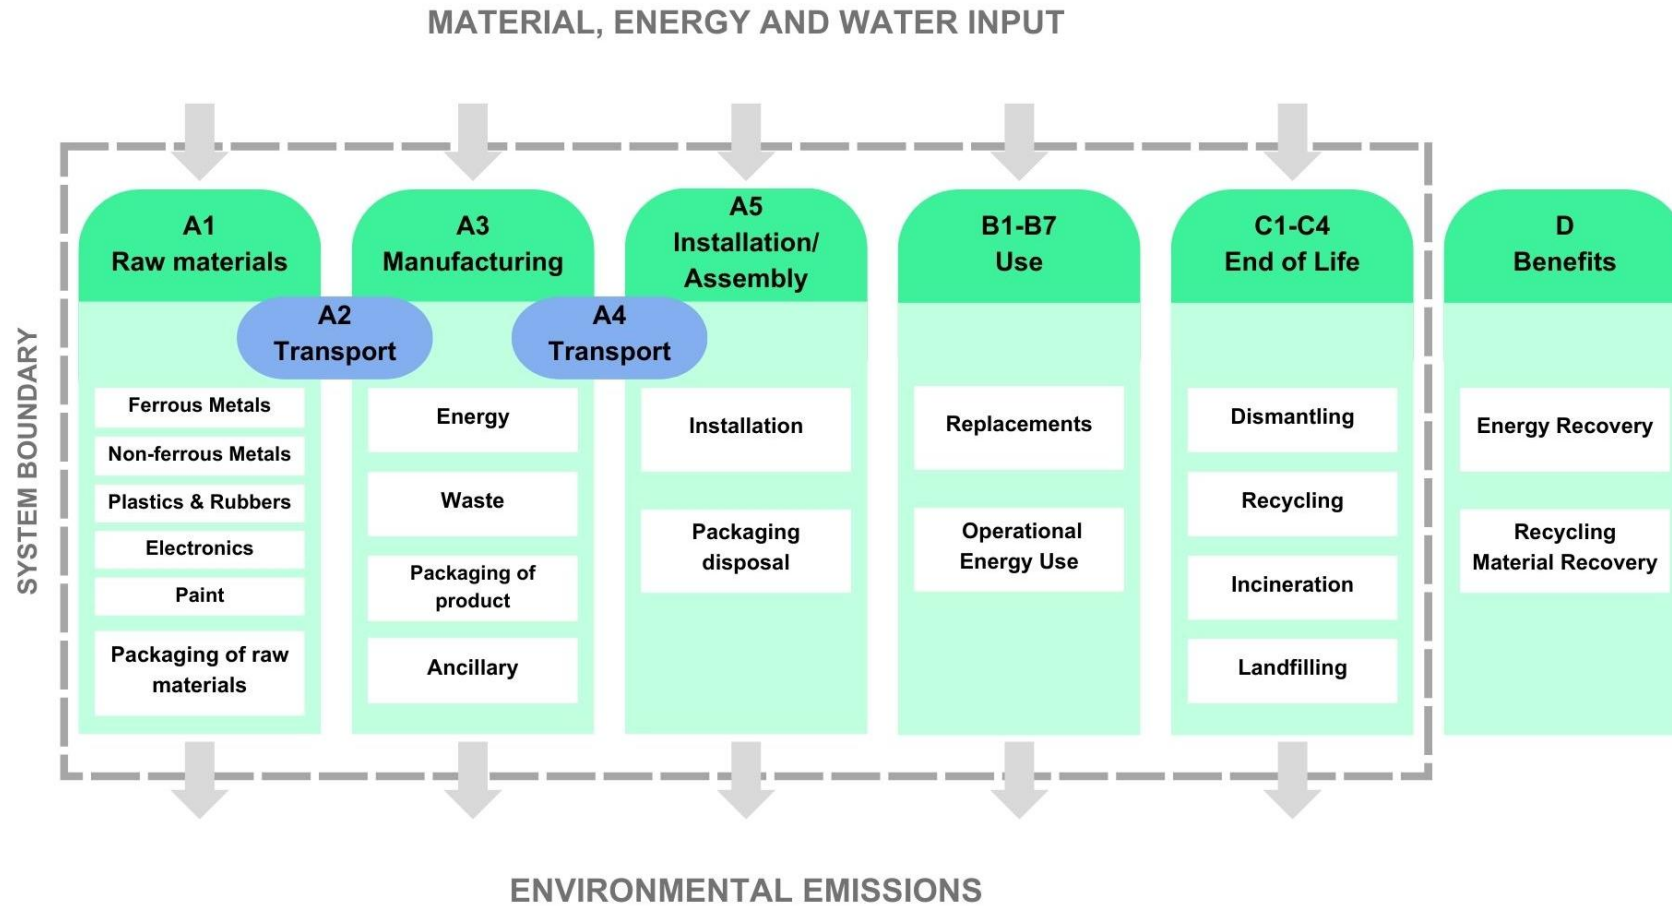 MATERIAL, ENERGY AND WATER INPUT
SYSTEM BOUNDARY
A1
Raw materials
A2
Transport
Ferrous Metals
Non-ferrous Metals
Plastics & Rubbers
Electronics
Paint
Packaging of raw
materials
A3
Manufacturing
A4
Transport
Energy
Waste
Packaging of
product
Ancillary
A5
Installation/
Assembly
Installation
Packaging
disposal
B1-B7
Use
Replacements
Operational
Energy Use
C1-C4
End of Life
Dismantling
Recycling
Incineration
Landfilling
D
Benefits
Energy Recovery
Recycling
Material Recovery
ENVIRONMENTAL EMISSIONS